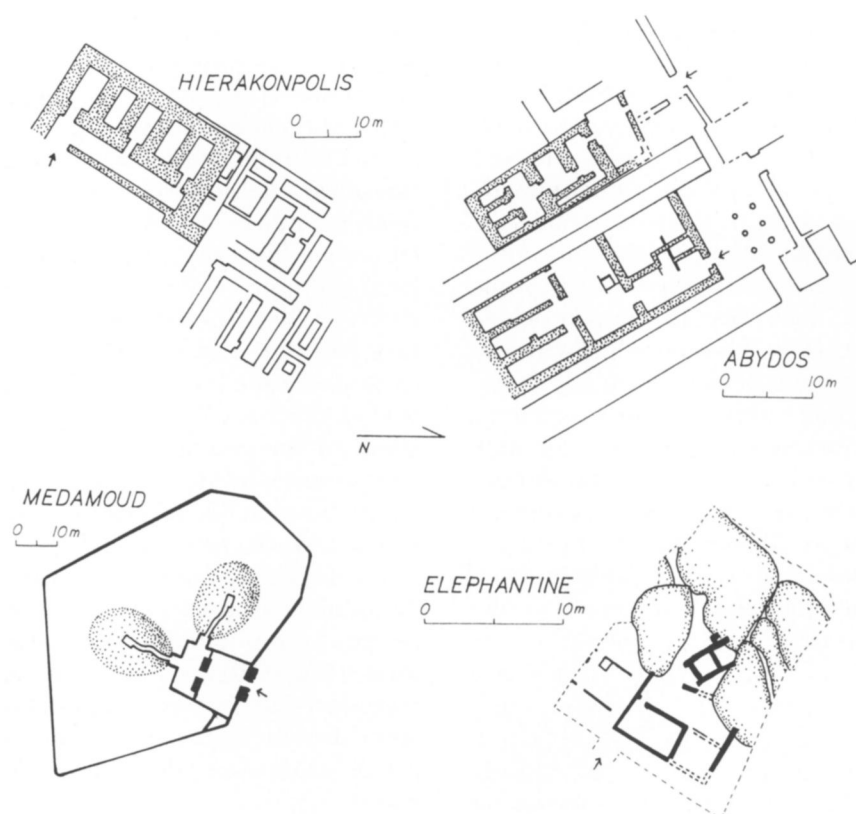 HIERAKONPOLIS
0 10m
ABYDOS
0 10m
N
MEDAMOUD
0 10m
ELEPHANTINE
0 10m